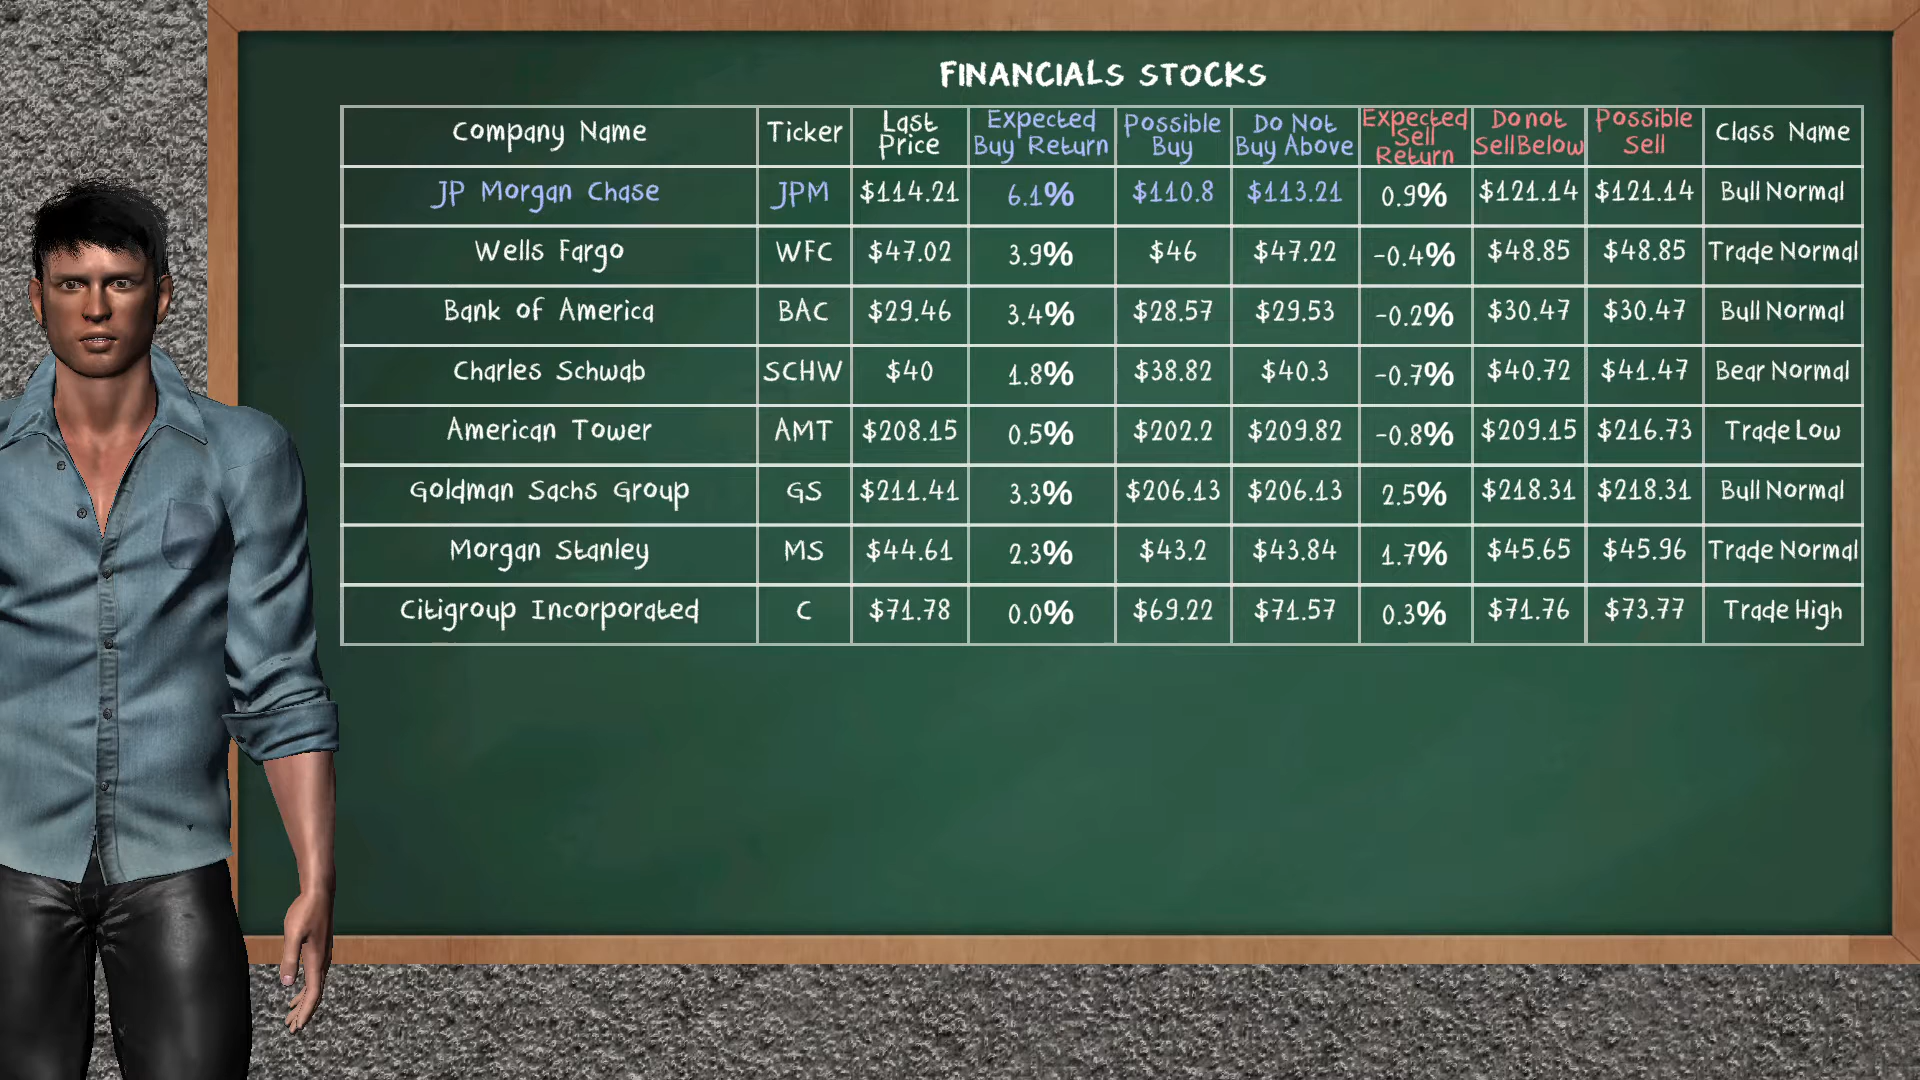 FINANCIALS STOCKS
Company Name Ticker Last Price Expected Buy Return Possible Buy Do Not Buy Above Expected Sell Return Do not Sell Below Possible Sell Class Name
JP Morgan Chase JPM $114.21 6.1% $110.8 $113.21 0.9% $121.14 $121.14 Bull Normal
Wells Fargo WFC $47.02 3.9% $46 $47.22 -0.4% $48.85 $48.85 Trade Normal
Bank of America BAC $29.46 3.4% $28.57 $29.53 -0.2% $30.47 $30.47 Bull Normal
Charles Schwab SCHW $40 1.8% $38.82 $40.3 -0.7% $40.72 $41.47 Bear Normal
American Tower AMT $208.15 0.5% $202.2 $209.82 -0.8% $209.15 $216.73 Trade Low
Goldman Sachs Group GS $211.41 3.3% $206.13 $206.13 2.5% $218.31 $218.31 Bull Normal
Morgan Stanley MS $44.61 2.3% $43.2 $43.84 1.7% $45.65 $45.96 Trade Normal
Citigroup Incorporated C $71.78 0.0% $69.22 $71.57 0.3% $71.76 $73.77 Trade High